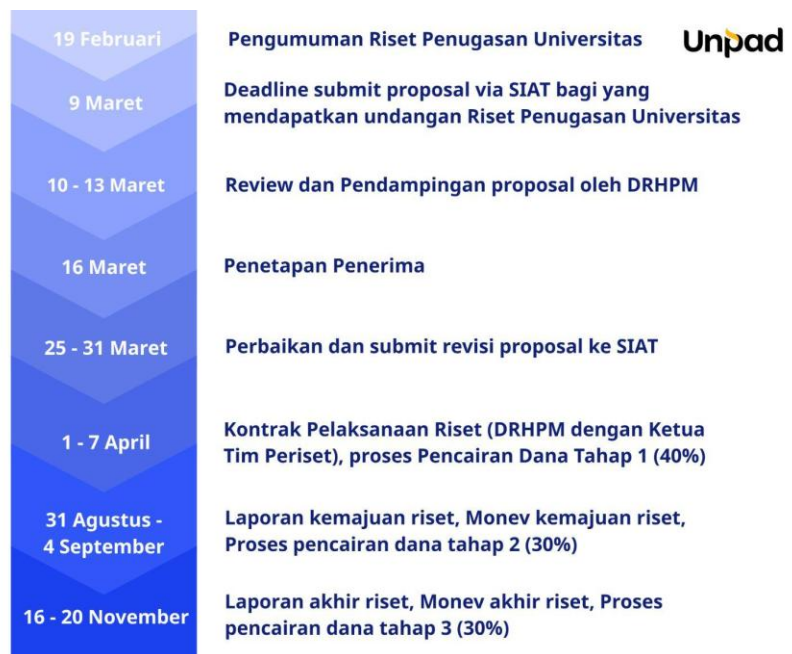 19 Februari
Pengumuman Riset Penugasan Universitas
Unpad
9 Maret
Deadline submit proposal via SIAT bagi yang
mendapatkan undangan Riset Penugasan Universitas
10 - 13 Maret
Review dan Pendampingan proposal oleh DRHPM
16 Maret
Penetapan Penerima
25 - 31 Maret
Perbaikan dan submit revisi proposal ke SIAT
1 - 7 April
Kontrak Pelaksanaan Riset (DRHPM dengan Ketua
Tim Periset), proses Pencairan Dana Tahap 1 (40%)
31 Agustus -
4 September
Laporan kemajuan riset, Monev kemajuan riset,
Proses pencairan dana tahap 2 (30%)
16 - 20 November
Laporan akhir riset, Monev akhir riset, Proses
pencairan dana tahap 3 (30%)